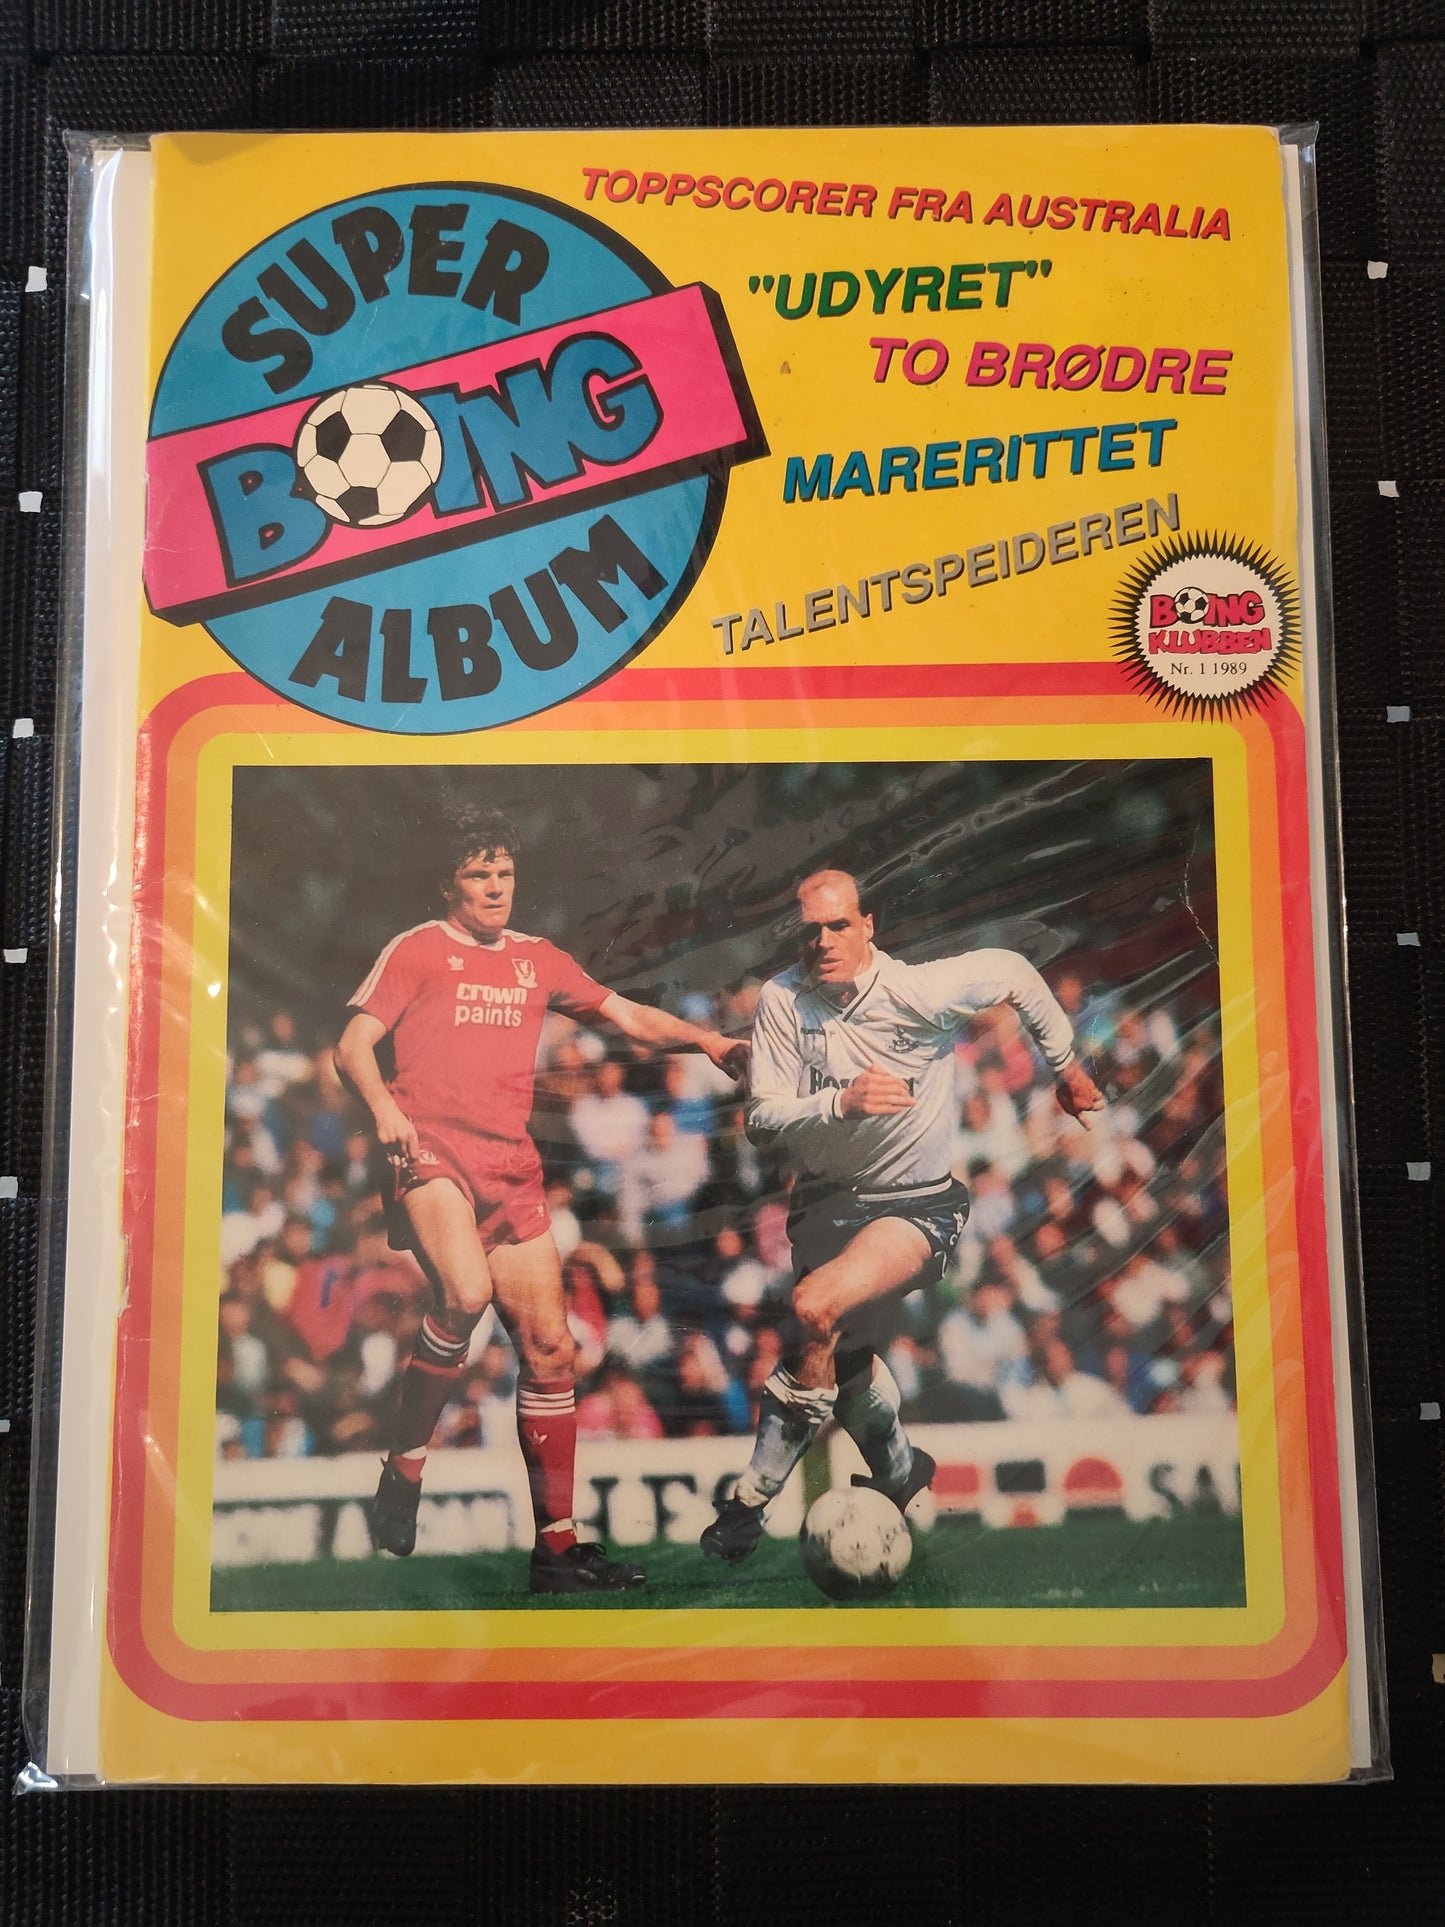 SUPER
BOING
ALBUM
TOPPSCORER FRA AUSTRALIA
"UDYRET"
TO BRØDRE
MARERITTET
TALENTSPEIDEREN
BOING
KLUBBEN
Nr. 1 1989
crown
paints